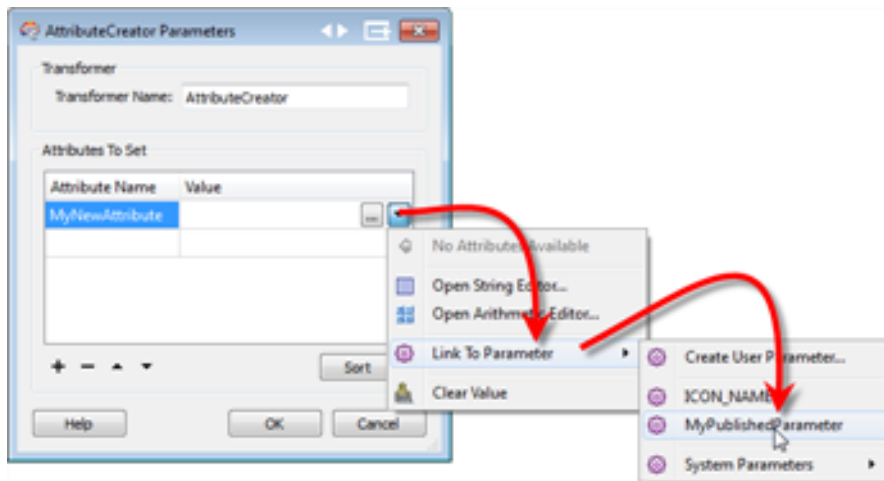 AttributeCreator Parameters
Transformer
Transformer Name: AttributeCreator
Attributes To Set
Attribute Name Value
MyNewAttribute ...
No Attributes Available
Open String Editor...
Open Arithmetic Editor...
Link To Parameter
Clear Value
Sort
Help OK Cancel
Create User Parameter...
ICON_NAME
MyPublishedParameter
System Parameters